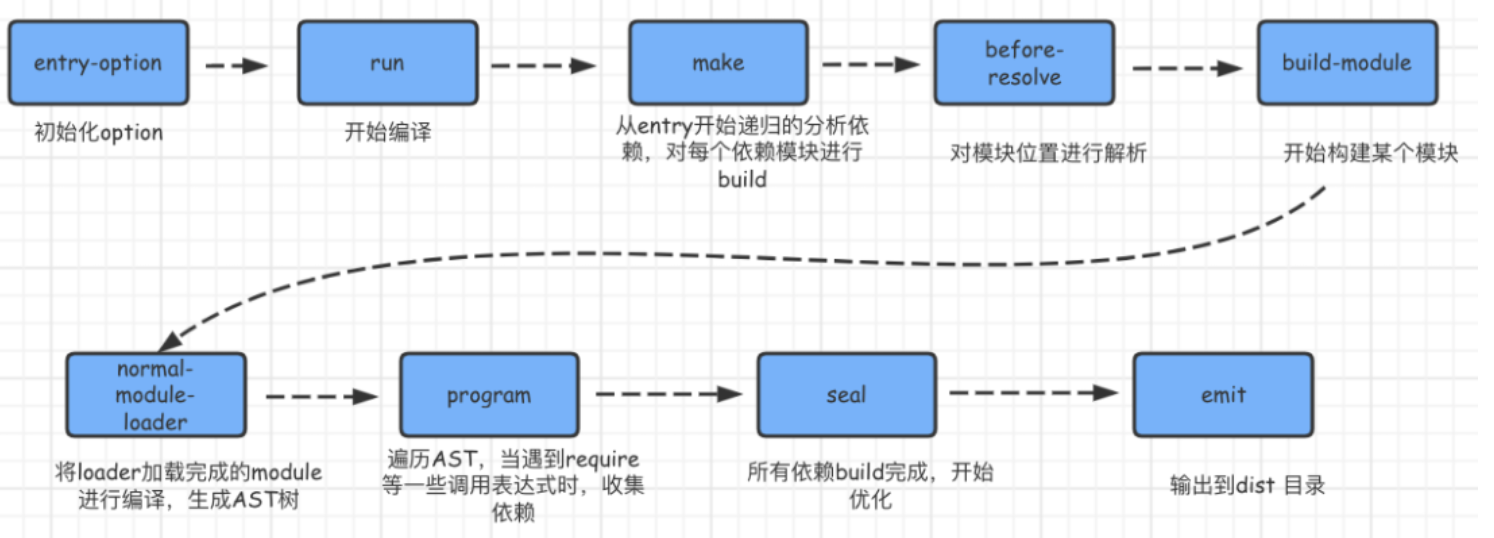 entry-option
run
make
before-
resolve
build-module
初始化option
开始编译
从entry开始递归的分析依
赖，对每个依赖模块进行
build
对模块位置进行解析
开始构建某个模块
normal-
module-
loader
program
seal
emit
将loader加载完成的module
进行编译，生成AST树
遍历AST，当遇到require
等一些调用表达式时，收集
依赖
所有依赖build完成，开始
优化
输出到dist 目录